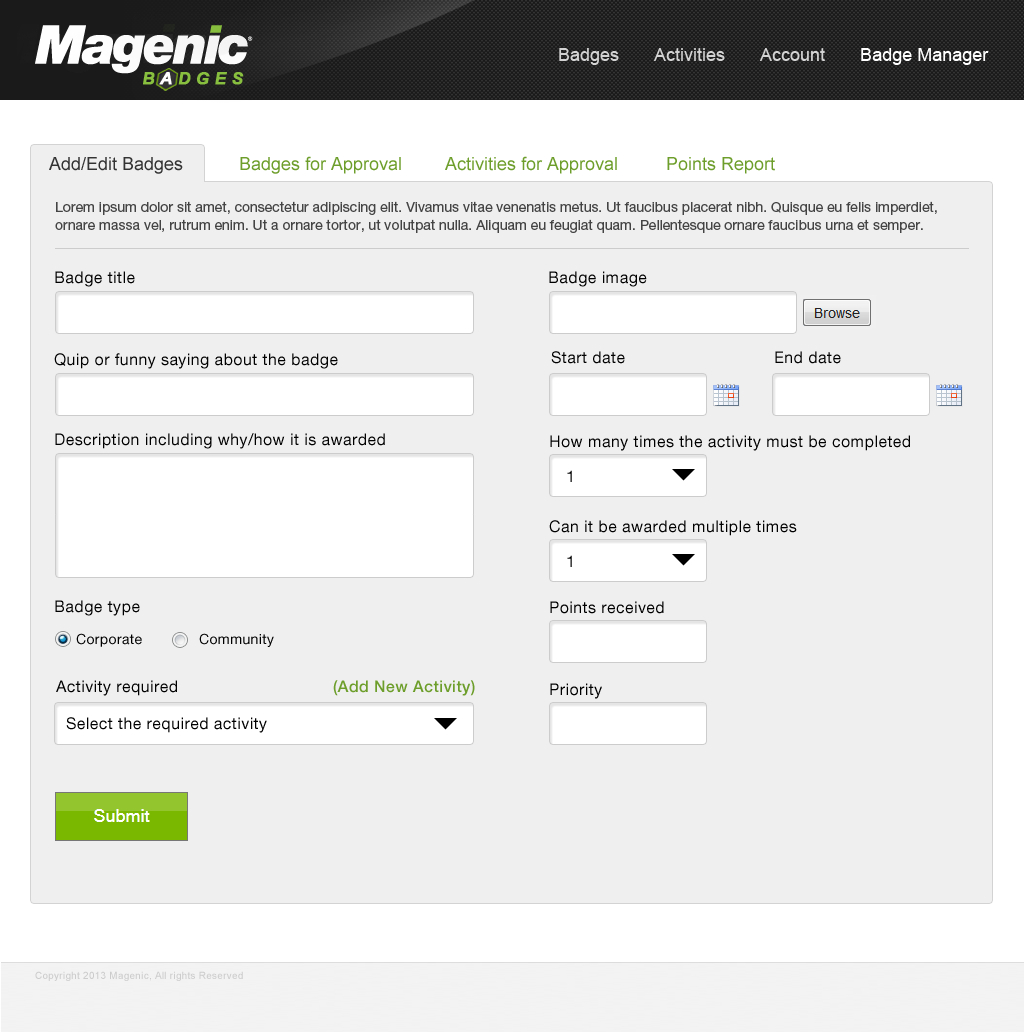 Magenic®
BADGES
Badges Activities Account Badge Manager
Add/Edit Badges Badges for Approval Activities for Approval Points Report
Lorem ipsum dolor sit amet, consectetur adipiscing elit. Vivamus vitae venenatis metus. Ut faucibus placerat nibh. Quisque eu felis imperdiet,
ornare massa vel, rutrum enim. Ut a ornare tortor, ut volutpat nulla. Aliquam eu feugiat quam. Pellentesque ornare faucibus urna et semper.
Badge title
Quip or funny saying about the badge
Description including why/how it is awarded
Badge type
Corporate Community
Activity required (Add New Activity)
Select the required activity
Badge image
Browse
Start date End date
How many times the activity must be completed
1
Can it be awarded multiple times
1
Points received
Priority
Submit
Copyright 2013 Magenic, All rights Reserved